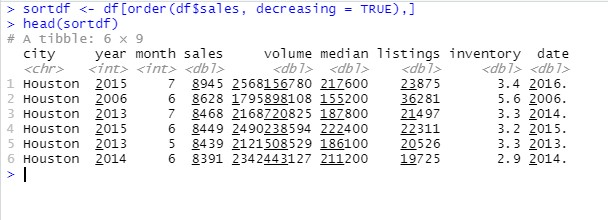 > sortdf <- df[order(df$sales, decreasing = TRUE),]
> head(sortdf)
# A tibble: 6 × 9
  city     year month sales     volume median listings inventory  date
  <chr>   <int> <int> <dbl>      <dbl>  <dbl>    <dbl>     <dbl> <dbl>
1 Houston  2015     7  8945 2568156780 217600    23875       3.4 2016.
2 Houston  2006     6  8628 1795898108 155200    36281       5.6 2006.
3 Houston  2013     7  8468 2168720825 187800    21497       3.3 2014.
4 Houston  2015     6  8449 2490238594 222400    22311       3.2 2015.
5 Houston  2013     5  8439 2121508529 186100    20526       3.3 2013.
6 Houston  2014     6  8391 2342443127 211200    19725       2.9 2014.
>